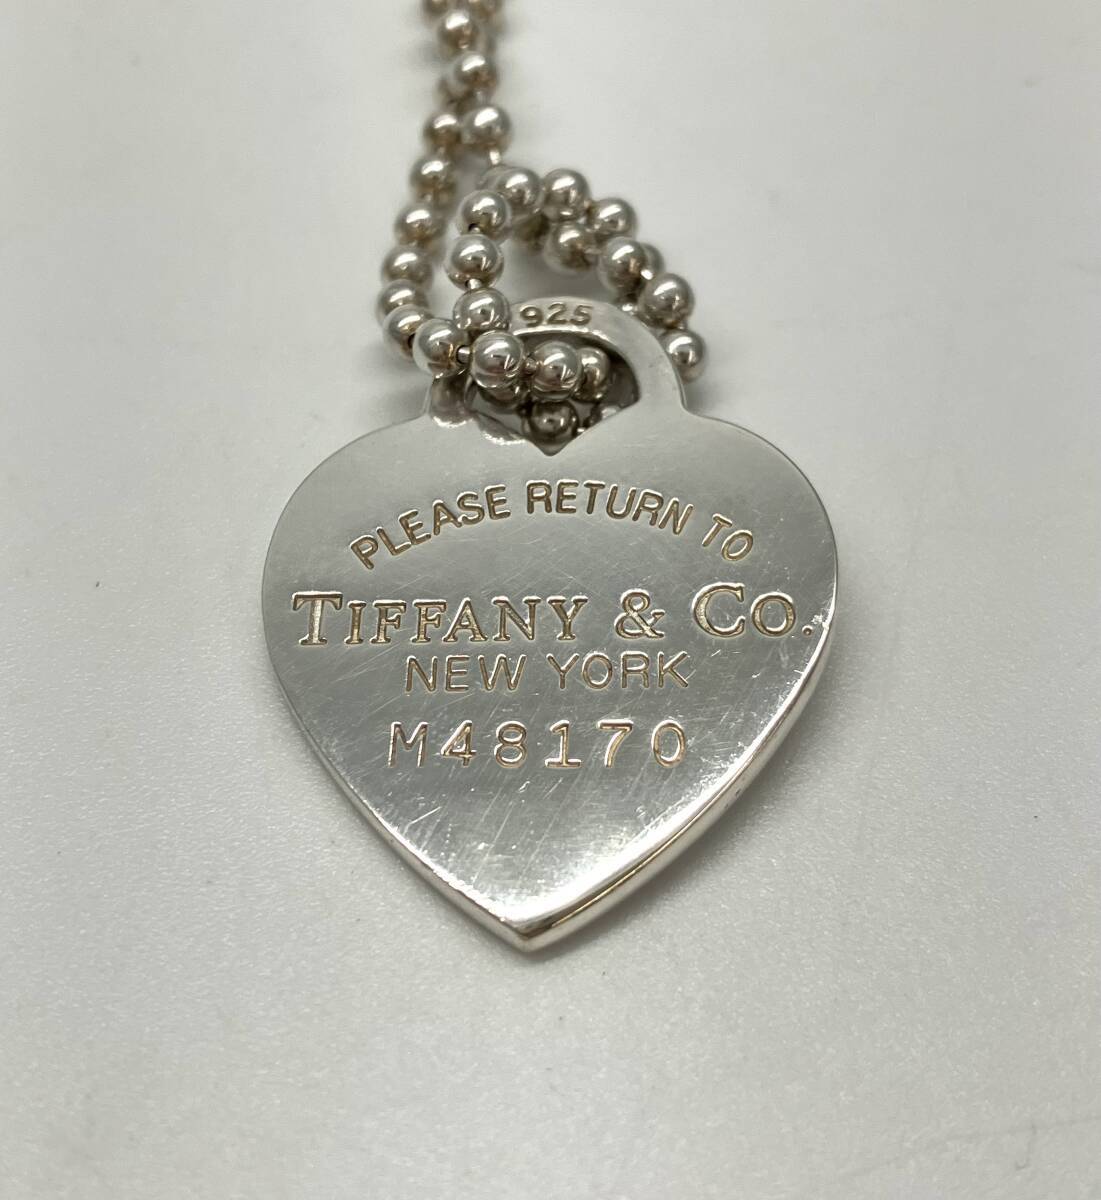 925
PLEASE RETURN TO
TIFFANY & CO.
NEW YORK
M48170